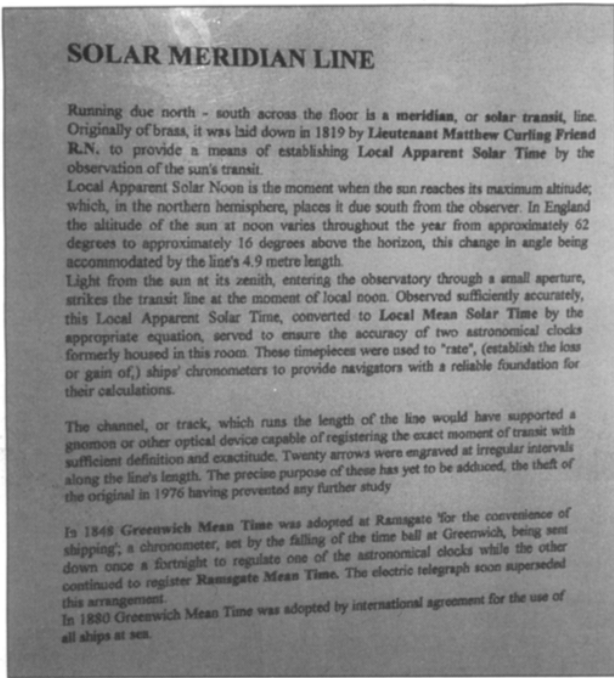 SOLAR MERIDIAN LINE
Running due north - south across the floor is a meridian, or solar transit, line.
Originally of brass, it was laid down in 1819 by Lieutenant Matthew Curling Friend
R.N. to provide a means of establishing Local Apparent Solar Time by the
observation of the sun's transit.
Local Apparent Solar Noon is the moment when the sun reaches its maximum altitude;
which, in the northern hemisphere, places it due south from the observer. In England
the altitude of the sun at noon varies throughout the year from approximately 62
degrees to approximately 16 degrees above the horizon, this change in angle being
accommodated by the line's 4.9 metre length.
Light from the sun at its zenith, entering the observatory through a small aperture,
strikes the transit line at the moment of local noon. Observed sufficiently accurately,
this Local Apparent Solar Time, converted to Local Mean Solar Time by the
appropriate equation, served to ensure the accuracy of two astronomical clocks
formerly housed in this room. These timepieces were used to "rate", (establish the loss
or gain of,) ships' chronometers to provide navigators with a reliable foundation for
their calculations.
The channel, or track, which runs the length of the line would have supported a
gnomon or other optical device capable of registering the exact moment of transit with
sufficient definition and exactitude. Twenty arrows were engraved at irregular intervals
along the line's length. The precise purpose of these has yet to be adduced, the theft of
the original in 1976 having prevented any further study
In 1848 Greenwich Mean Time was adopted at Ramsgate 'for the convenience of
shipping'; a chronometer, set by the falling of the time ball at Greenwich, being sent
down once a fortnight to regulate one of the astronomical clocks while the other
continued to register Ramsgate Mean Time. The electric telegraph soon superseded
this arrangement.
In 1880 Greenwich Mean Time was adopted by international agreement for the use of
all ships at sea.